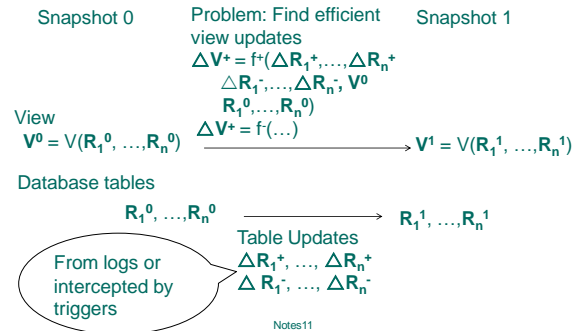 Snapshot 0
Problem: Find efficient
view updates
Snapshot 1
△V⁺ = f⁺(△R₁⁺,…,△Rₙ⁺
△R₁⁻,…,△Rₙ⁻, V⁰
R₁⁰,…,Rₙ⁰)
△V⁺ = f⁻(…)
View
V⁰ = V(R₁⁰, …,Rₙ⁰)
V¹ = V(R₁¹, …,Rₙ¹)
Database tables
R₁⁰, …,Rₙ⁰
R₁¹, …,Rₙ¹
Table Updates
△R₁⁺, …, △Rₙ⁺
△ R₁⁻, …, △Rₙ⁻
From logs or
intercepted by
triggers
Notes11